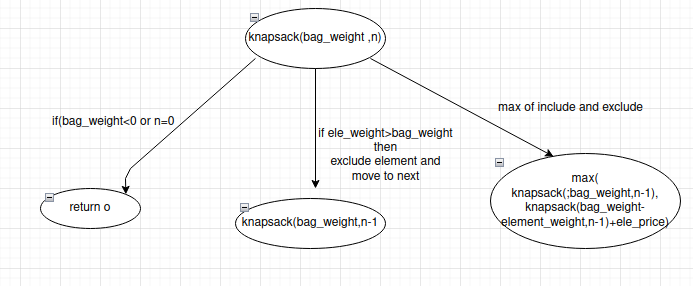 knapsack(bag_weight ,n)
if(bag_weight<0 or n=0
if ele_weight>bag_weight
then
exclude element and
move to next
max of include and exclude
return o
knapsack(bag_weight,n-1
max(
knapsack(;bag_weight,n-1),
knapsack(bag_weight-
element_weight,n-1)+ele_price)